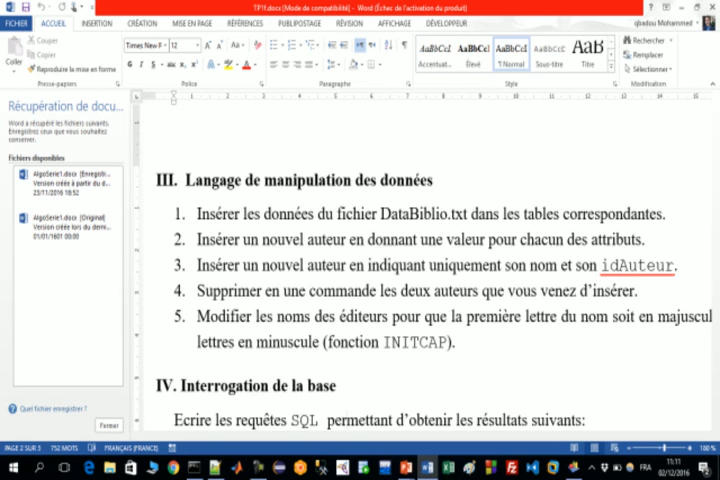 TP1f.docx [Mode de compatibilité] - Word (Échec de l'activation du produit)
FICHIER ACCUEIL INSERTION CRÉATION MISE EN PAGE RÉFÉRENCES PUBLIPOSTAGE RÉVISION AFFICHAGE DÉVELOPPEUR qbadou Mohammed
Coller
Couper
Copier
Reproduire la mise en forme
Presse-papiers
Times New R 12
Police
Paragraphe
AaBbCcI AaBbCcI AaBbCcI AaBbCcI AaB
Accentuat... Élevé ¶ Normal Sous-titre Titre
Style
Rechercher
Remplacer
Sélectionner
Modification
Récupération de docu...
Word a récupéré les fichiers suivants.
Enregistrez ceux que vous souhaitez
conserver.
Fichiers disponibles
AlgoSerie1.docx [Enregistr...
Version créée à partir du d...
23/11/2016 18:52
AlgoSerie1.docx [Original]
Version créée lors du derni...
01/01/1601 00:00
Quel fichier enregistrer ?
Fermer
III. Langage de manipulation des données
1. Insérer les données du fichier DataBiblio.txt dans les tables correspondantes.
2. Insérer un nouvel auteur en donnant une valeur pour chacun des attributs.
3. Insérer un nouvel auteur en indiquant uniquement son nom et son idAuteur.
4. Supprimer en une commande les deux auteurs que vous venez d'insérer.
5. Modifier les noms des éditeurs pour que la première lettre du nom soit en majuscul
lettres en minuscule (fonction INITCAP).
IV. Interrogation de la base
Ecrire les requêtes SQL permettant d'obtenir les résultats suivants:
PAGE 2 SUR 3 752 MOTS FRANÇAIS (FRANCE) 180 %
FRA 11:11
02/12/2016